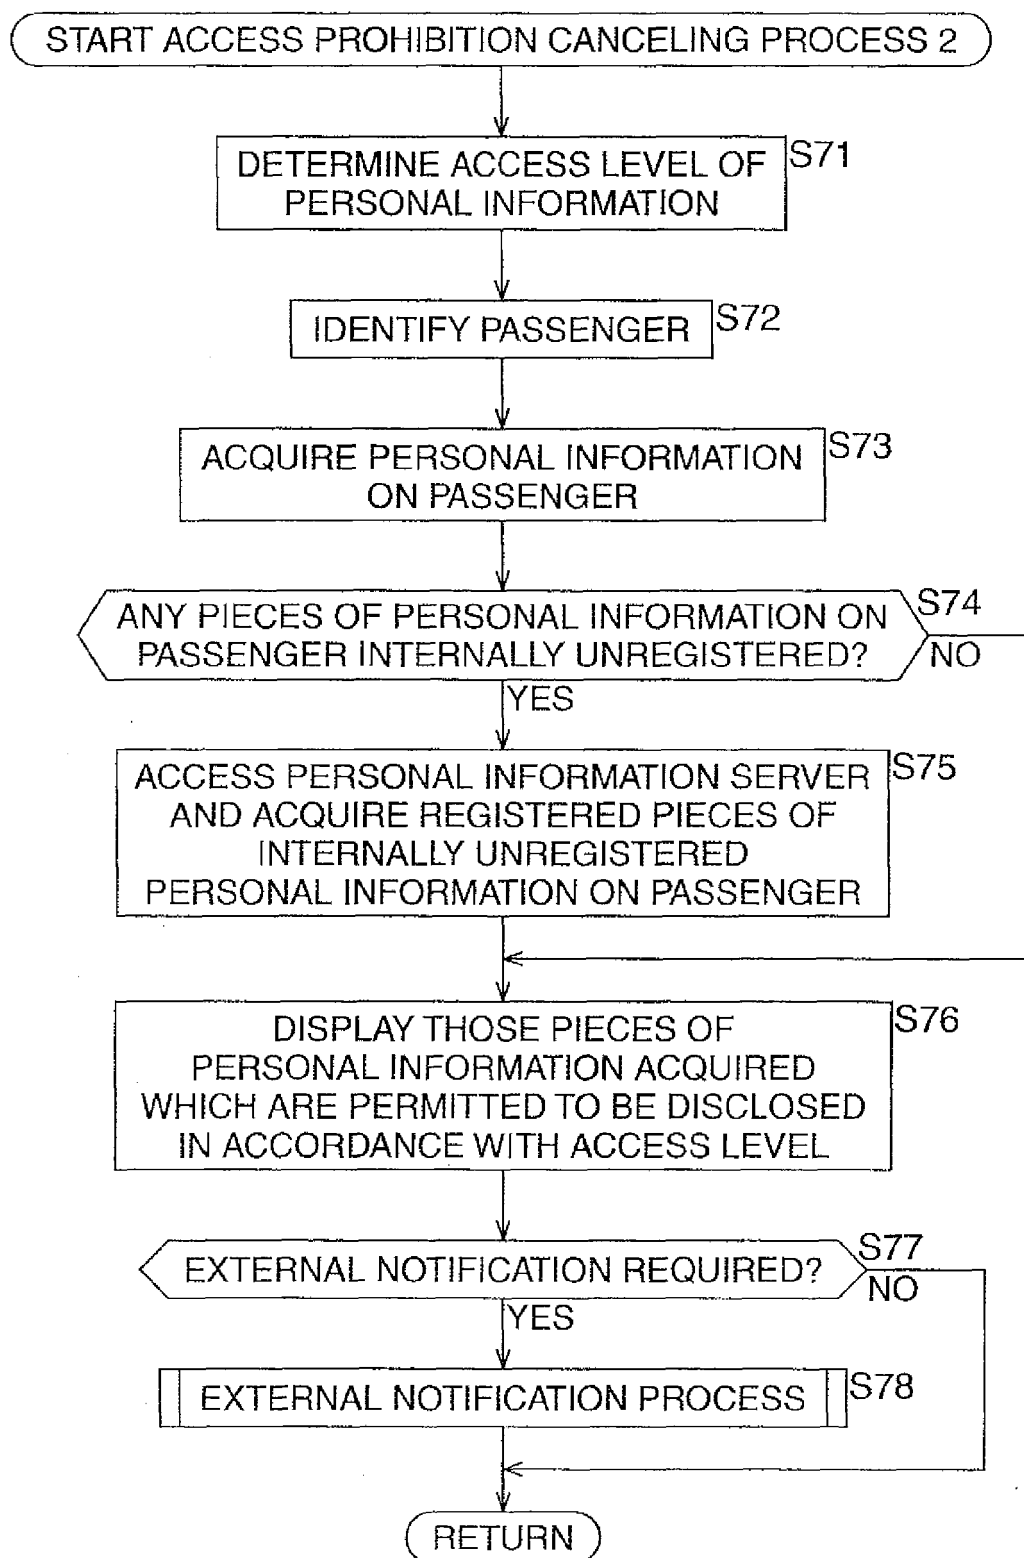 START ACCESS PROHIBITION CANCELING PROCESS 2
S71
DETERMINE ACCESS LEVEL OF
PERSONAL INFORMATION
S72
IDENTIFY PASSENGER
S73
ACQUIRE PERSONAL INFORMATION
ON PASSENGER
S74
ANY PIECES OF PERSONAL INFORMATION ON
PASSENGER INTERNALLY UNREGISTERED?
NO
YES
S75
ACCESS PERSONAL INFORMATION SERVER
AND ACQUIRE REGISTERED PIECES OF
INTERNALLY UNREGISTERED
PERSONAL INFORMATION ON PASSENGER
S76
DISPLAY THOSE PIECES OF
PERSONAL INFORMATION ACQUIRED
WHICH ARE PERMITTED TO BE DISCLOSED
IN ACCORDANCE WITH ACCESS LEVEL
S77
EXTERNAL NOTIFICATION REQUIRED?
NO
YES
S78
EXTERNAL NOTIFICATION PROCESS
RETURN